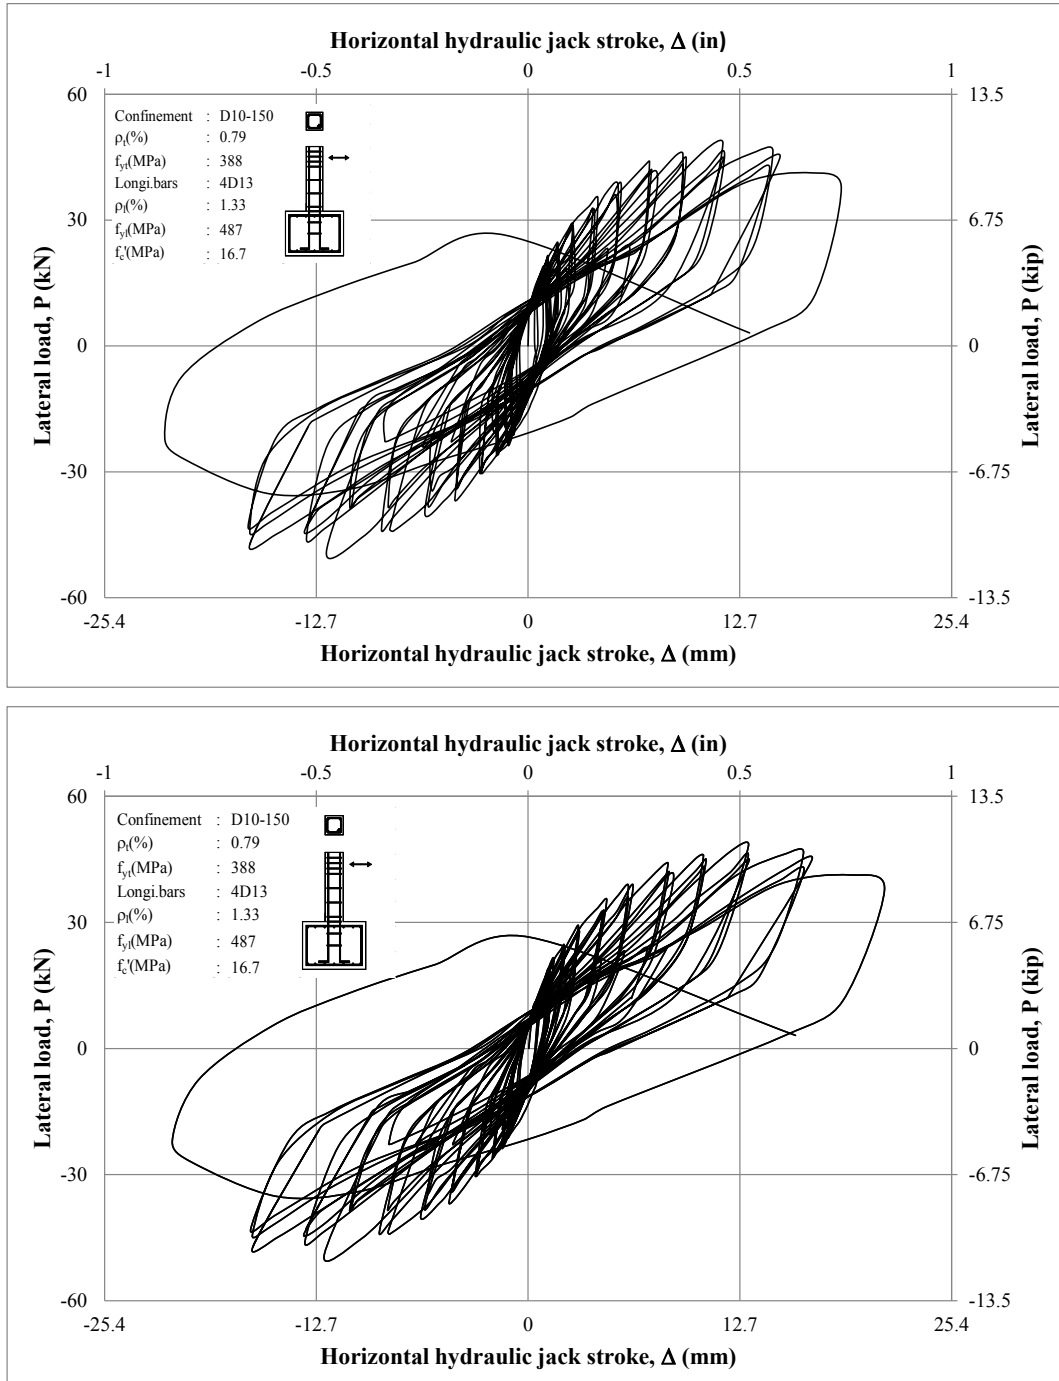 Horizontal hydraulic jack stroke, Δ (in)
-1 -0.5 0 0.5 1
60 13.5
Confinement : D10-150
ρt(%) : 0.79
fyt(MPa) : 388
Longi.bars : 4D13
ρl(%) : 1.33
fyl(MPa) : 487
fc'(MPa) : 16.7
30 6.75
Lateral load, P (kN)
0 0
Lateral load, P (kip)
-30 -6.75
-60 -13.5
-25.4 -12.7 0 12.7 25.4
Horizontal hydraulic jack stroke, Δ (mm)
Horizontal hydraulic jack stroke, Δ (in)
-1 -0.5 0 0.5 1
60 13.5
Confinement : D10-150
ρt(%) : 0.79
fyt(MPa) : 388
Longi.bars : 4D13
ρl(%) : 1.33
fyl(MPa) : 487
fc'(MPa) : 16.7
30 6.75
Lateral load, P (kN)
0 0
Lateral load, P (kip)
-30 -6.75
-60 -13.5
-25.4 -12.7 0 12.7 25.4
Horizontal hydraulic jack stroke, Δ (mm)